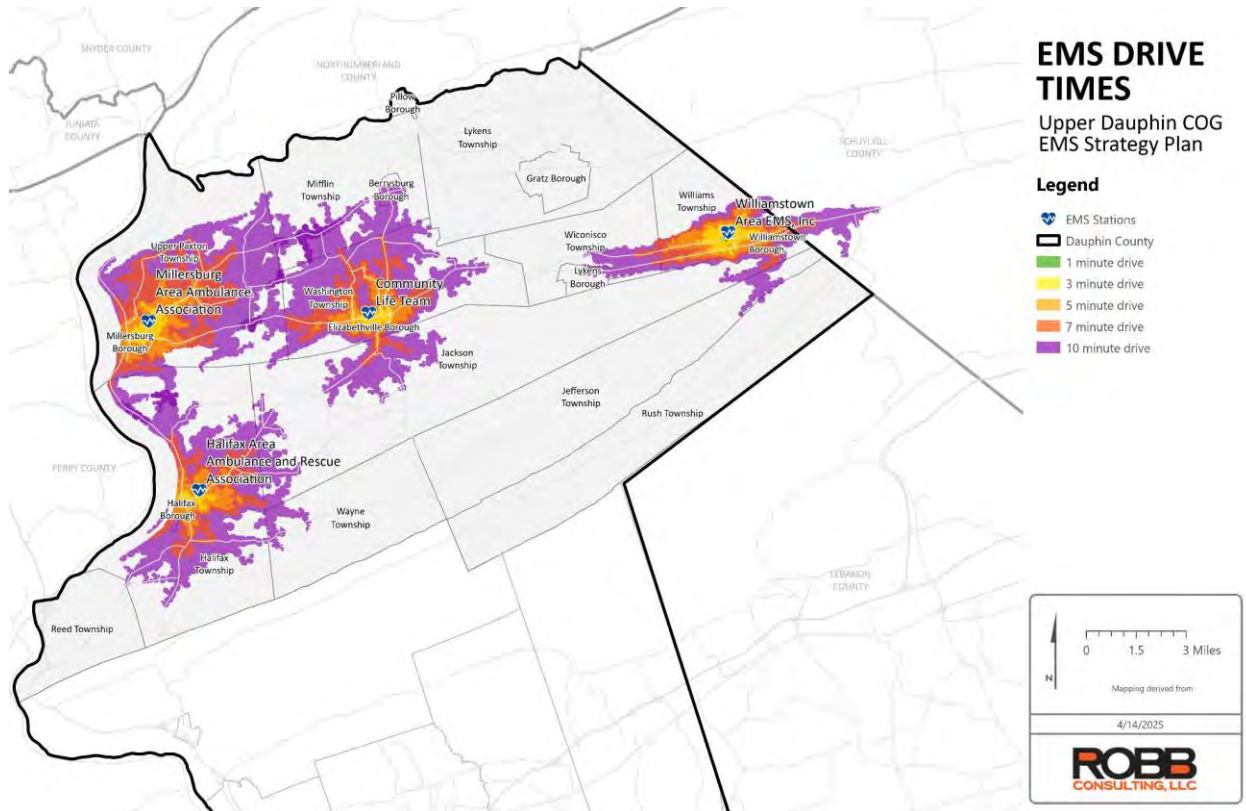 SNYDER COUNTY
NORTHUMBERLAND
COUNTY
JUNIATA
COUNTY
Pillow
Borough
Lykens
Township
SCHUYLKILL
COUNTY
Gratz Borough
Mifflin
Township
Berrysburg
Borough
Williams
Township
Williamstown
Area EMS, Inc
Williamstown
Borough
Wiconisco
Township
Lykens
Borough
Upper Paxton
Township
Millersburg
Area Ambulance
Association
Millersburg
Borough
Washington
Township
Community
Life Team
Elizabethville Borough
Jackson
Township
Jefferson
Township
Rush Township
PERRY COUNTY
Halifax Area
Ambulance and Rescue
Association
Halifax
Borough
Wayne
Township
Halifax
Township
Reed Township
LEBANON
COUNTY
EMS DRIVE
TIMES
Upper Dauphin COG
EMS Strategy Plan
Legend
EMS Stations
Dauphin County
1 minute drive
3 minute drive
5 minute drive
7 minute drive
10 minute drive
N
0 1.5 3 Miles
Mapping derived from
4/14/2025
ROBB
CONSULTING, LLC